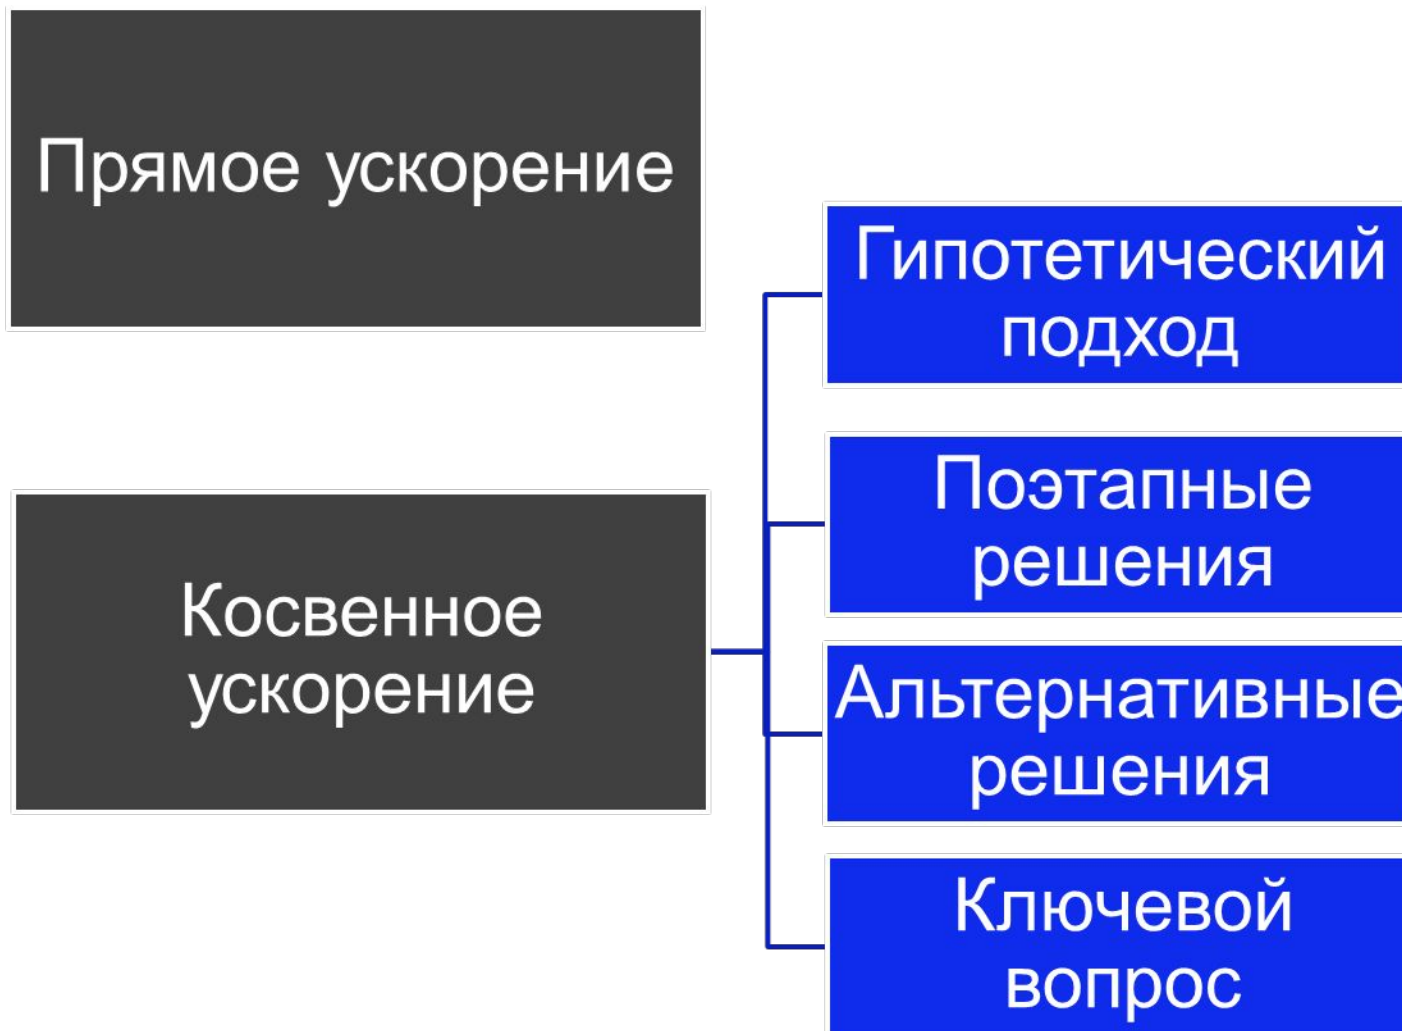 Прямое ускорение
Гипотетический
подход
Поэтапные
решения
Косвенное
ускорение
Альтернативные
решения
Ключевой
вопрос